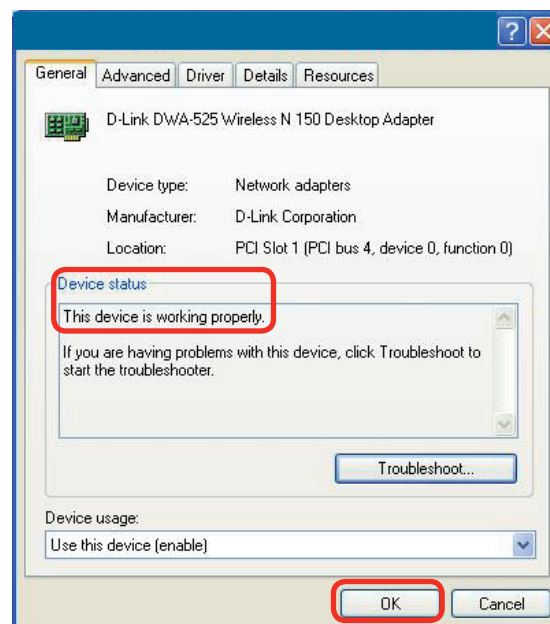 General Advanced Driver Details Resources
D-Link DWA-525 Wireless N 150 Desktop Adapter
Device type: Network adapters
Manufacturer: D-Link Corporation
Location: PCI Slot 1 (PCI bus 4, device 0, function 0)
Device status
This device is working properly.
If you are having problems with this device, click Troubleshoot to
start the troubleshooter.
Troubleshoot...
Device usage:
Use this device (enable)
OK Cancel